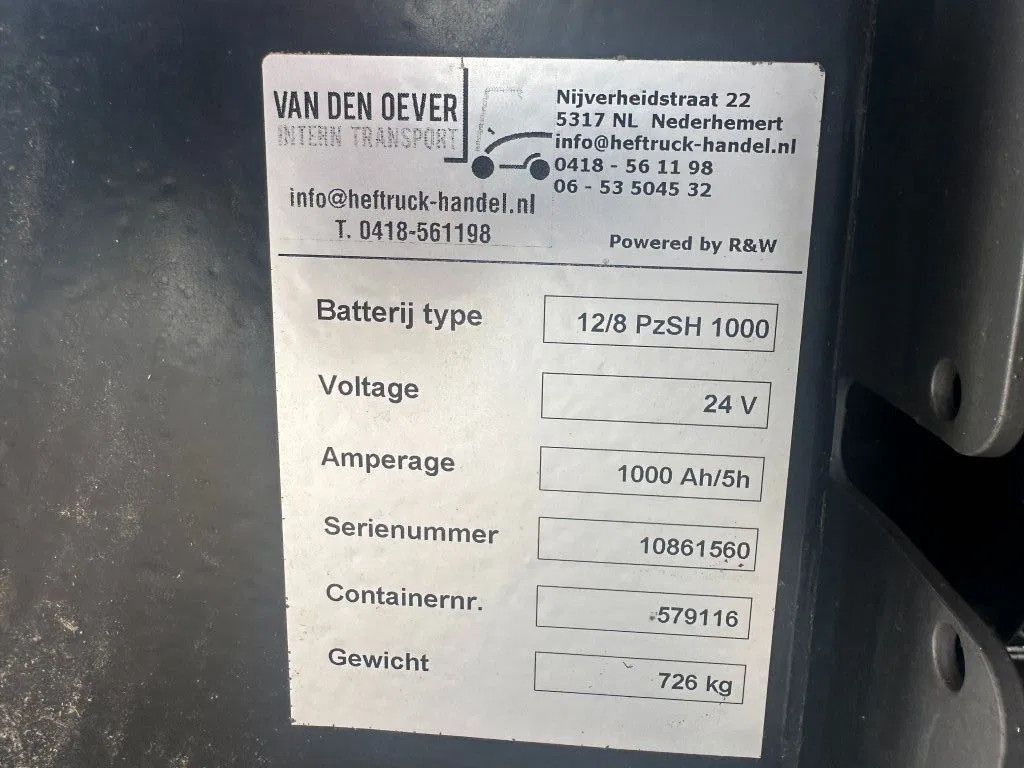 VAN DEN OEVER
INTERN TRANSPORT
info@heftruck-handel.nl
T. 0418-561198
Nijverheidstraat 22
5317 NL Nederhemert
info@heftruck-handel.nl
0418 - 56 11 98
06 - 53 5045 32
Powered by R&W
Batterij type 12/8 PzSH 1000
Voltage 24 V
Amperage 1000 Ah/5h
Serienummer 10861560
Containernr. 579116
Gewicht 726 kg